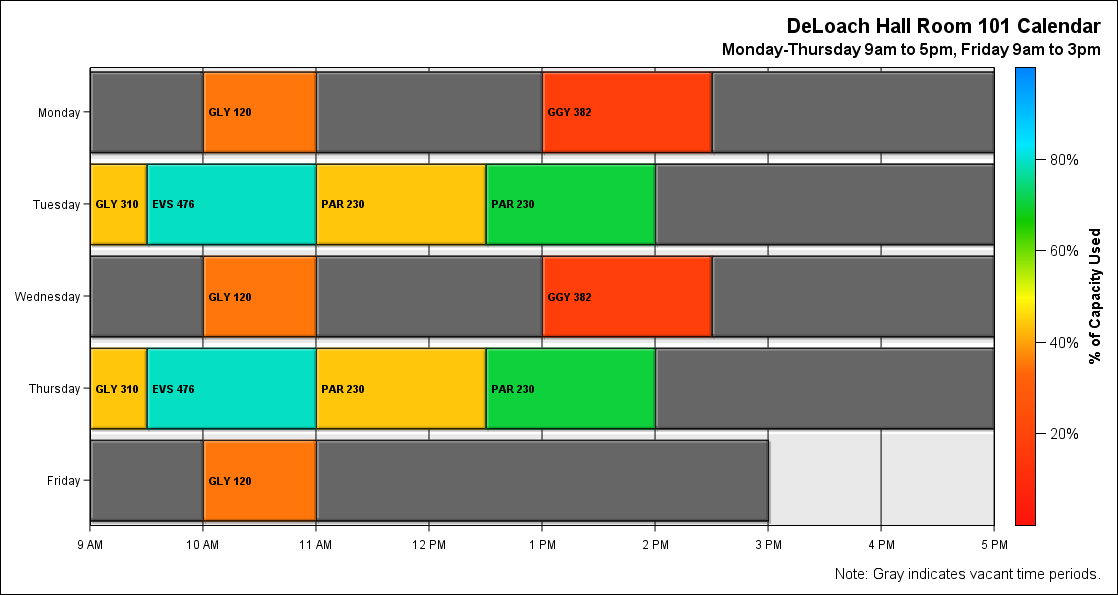 DeLoach Hall Room 101 Calendar
Monday-Thursday 9am to 5pm, Friday 9am to 3pm
Monday
GLY 120
GGY 382
Tuesday
GLY 310
EVS 476
PAR 230
PAR 230
Wednesday
GLY 120
GGY 382
Thursday
GLY 310
EVS 476
PAR 230
PAR 230
Friday
GLY 120
9 AM
10 AM
11 AM
12 PM
1 PM
2 PM
3 PM
4 PM
5 PM
80%
60%
40%
20%
% of Capacity Used
Note: Gray indicates vacant time periods.